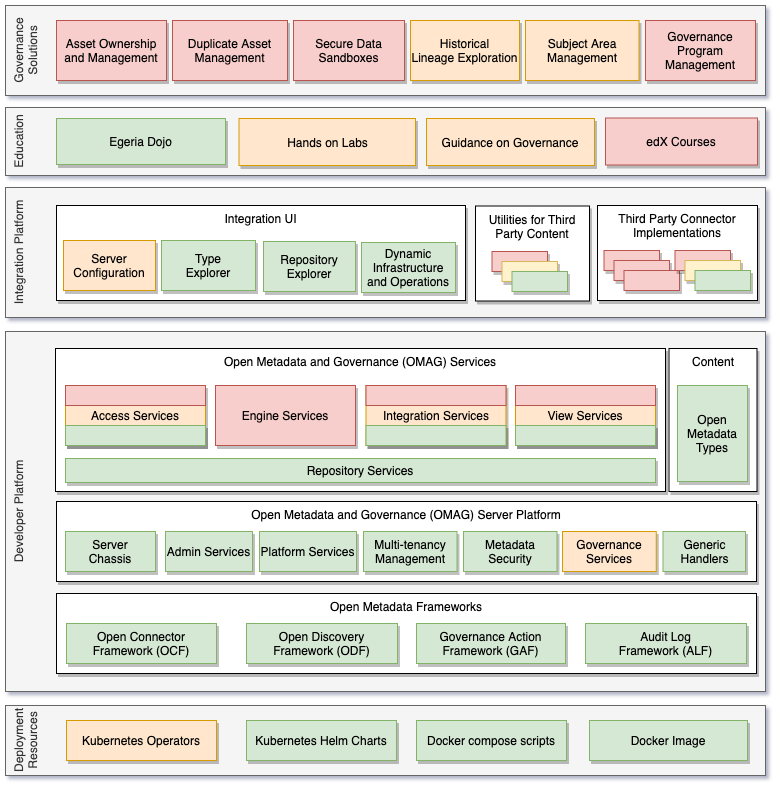 Governance
Solutions
Asset Ownership
and Management
Duplicate Asset
Management
Secure Data
Sandboxes
Historical
Lineage Exploration
Subject Area
Management
Governance
Program
Management
Education
Egeria Dojo
Hands on Labs
Guidance on Governance
edX Courses
Integration Platform
Integration UI
Server
Configuration
Type
Explorer
Repository
Explorer
Dynamic
Infrastructure
and Operations
Utilities for Third
Party Content
Third Party Connector
Implementations
Developer Platform
Open Metadata and Governance (OMAG) Services
Access Services
Engine Services
Integration Services
View Services
Repository Services
Content
Open
Metadata
Types
Open Metadata and Governance (OMAG) Server Platform
Server
Chassis
Admin Services
Platform Services
Multi-tenancy
Management
Metadata
Security
Governance
Services
Generic
Handlers
Open Metadata Frameworks
Open Connector
Framework (OCF)
Open Discovery
Framework (ODF)
Governance Action
Framework (GAF)
Audit Log
Framework (ALF)
Deployment
Resources
Kubernetes Operators
Kubernetes Helm Charts
Docker compose scripts
Docker Image